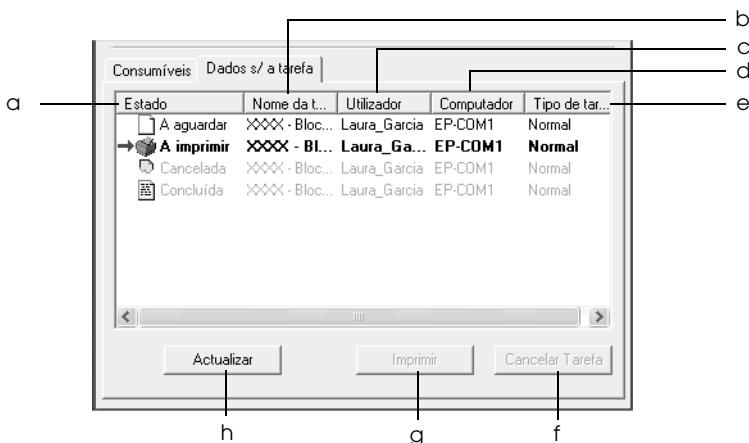 b
c
d
Consumíveis Dados s/ a tarefa
a Estado Nome da t... Utilizador Computador Tipo de tar... e
A aguardar XXXX - Bloc... Laura_Garcia EP-COM1 Normal
A imprimir XXXX - Bl... Laura_Ga... EP-COM1 Normal
Cancelada XXXX - Bloc... Laura_Garcia EP-COM1 Normal
Concluída XXXX - Bloc... Laura_Garcia EP-COM1 Normal
Actualizar Imprimir Cancelar Tarefa
h g f